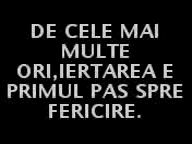 DE CELE MAI
MULTE
ORI,IERTAREA E
PRIMUL PAS SPRE
FERICIRE.